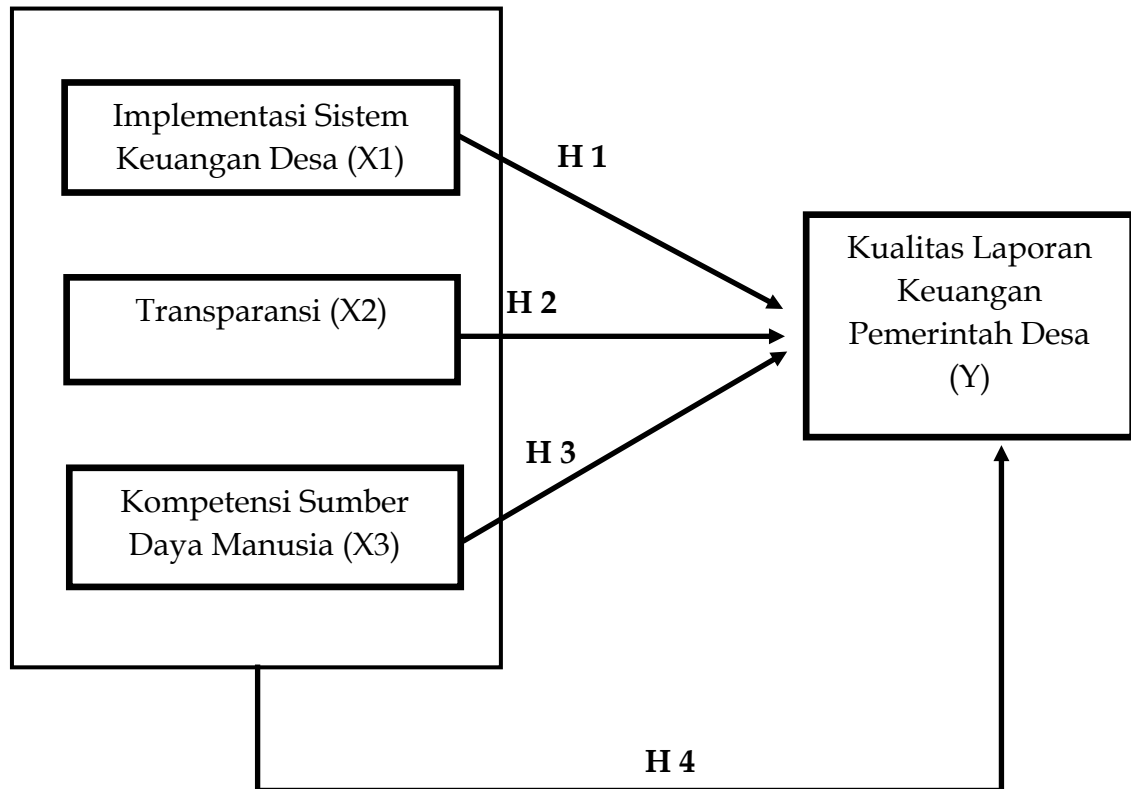 Implementasi Sistem
Keuangan Desa (X1)
H 1
Transparansi (X2)
H 2
Kualitas Laporan
Keuangan
Pemerintah Desa
(Y)
H 3
Kompetensi Sumber
Daya Manusia (X3)
H 4